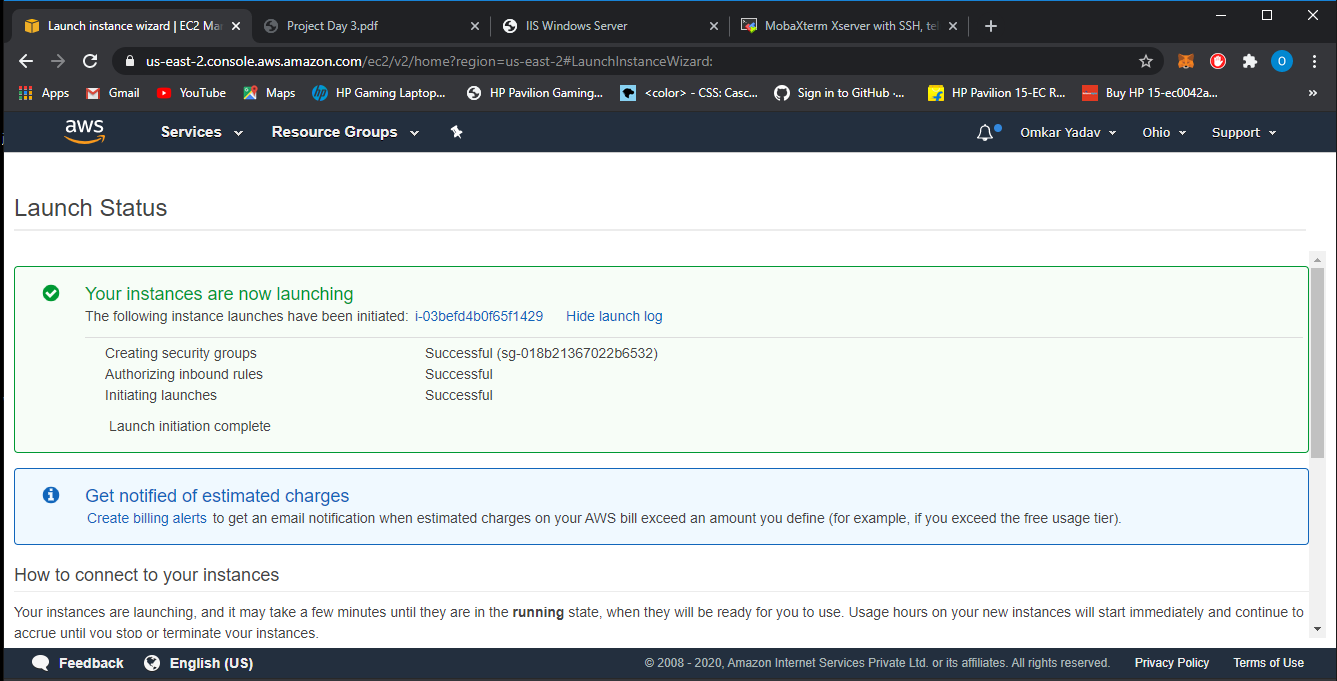 Launch instance wizard | EC2 Ma
Project Day 3.pdf
IIS Windows Server
MobaXterm Xserver with SSH, te
us-east-2.console.aws.amazon.com/ec2/v2/home?region=us-east-2#LaunchInstanceWizard:
O
Apps
Gmail
YouTube
Maps
HP Gaming Laptop...
HP Pavilion Gaming...
<color> - CSS: Casc...
Sign in to GitHub ·...
HP Pavilion 15-EC R...
Buy HP 15-ec0042a...
»
aws
Services
Resource Groups
Omkar Yadav
Ohio
Support
Launch Status
Your instances are now launching
The following instance launches have been initiated: i-03befd4b0f65f1429 Hide launch log
Creating security groups Successful (sg-018b21367022b6532)
Authorizing inbound rules Successful
Initiating launches Successful
Launch initiation complete
Get notified of estimated charges
Create billing alerts to get an email notification when estimated charges on your AWS bill exceed an amount you define (for example, if you exceed the free usage tier).
How to connect to your instances
Your instances are launching, and it may take a few minutes until they are in the running state, when they will be ready for you to use. Usage hours on your new instances will start immediately and continue to
accrue until you stop or terminate your instances.
Feedback
English (US)
© 2008 - 2020, Amazon Internet Services Private Ltd. or its affiliates. All rights reserved.
Privacy Policy
Terms of Use